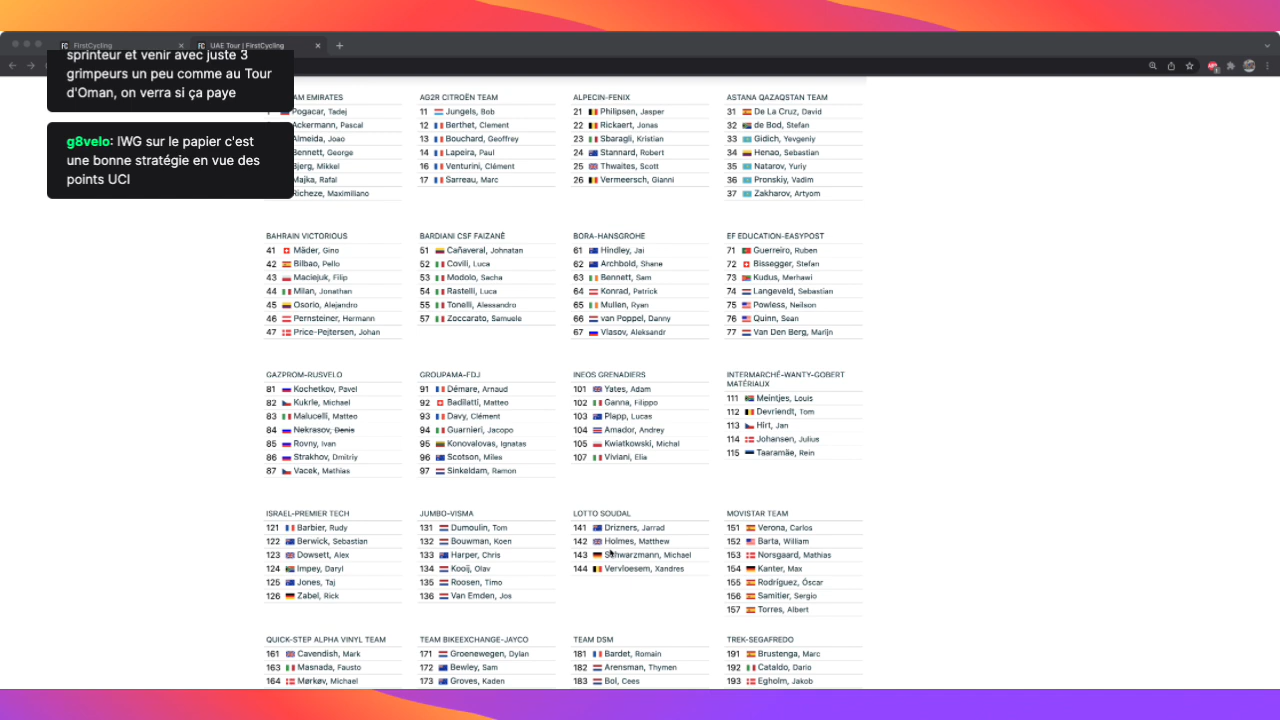 FirstCycling
UAE Tour | FirstCycling
sprinteur et venir avec juste 3
grimpeurs un peu comme au Tour
d'Oman, on verra si ça paye
g8velo: IWG sur le papier c'est
une bonne stratégie en vue des
points UCI
AM EMIRATES
Pogacar, Tadej
Ackermann, Pascal
Almeida, Joao
Bennett, George
Bjerg, Mikkel
Majka, Rafal
Richeze, Maximiliano
AG2R CITROËN TEAM
11 Jungels, Bob
12 Berthet, Clement
13 Bouchard, Geoffrey
14 Lapeira, Paul
16 Venturini, Clément
17 Sarreau, Marc
ALPECIN-FENIX
21 Philipsen, Jasper
22 Rickaert, Jonas
23 Sbaragli, Kristian
24 Stannard, Robert
25 Thwaites, Scott
26 Vermeersch, Gianni
ASTANA QAZAQSTAN TEAM
31 De La Cruz, David
32 de Bod, Stefan
33 Gidich, Yevgeniy
34 Henao, Sebastian
35 Natarov, Yuriy
36 Pronskiy, Vadim
37 Zakharov, Artyom
BAHRAIN VICTORIOUS
41 Mäder, Gino
42 Bilbao, Pello
43 Maciejuk, Filip
44 Milan, Jonathan
45 Osorio, Alejandro
46 Pernsteiner, Hermann
47 Price-Pejtersen, Johan
BARDIANI CSF FAIZANÈ
51 Cañaveral, Johnatan
52 Covili, Luca
53 Modolo, Sacha
54 Rastelli, Luca
55 Tonelli, Alessandro
57 Zoccarato, Samuele
BORA-HANSGROHE
61 Hindley, Jai
62 Archbold, Shane
63 Bennett, Sam
64 Konrad, Patrick
65 Mullen, Ryan
66 van Poppel, Danny
67 Vlasov, Aleksandr
EF EDUCATION-EASYPOST
71 Guerreiro, Ruben
72 Bissegger, Stefan
73 Kudus, Merhawi
74 Langeveld, Sebastian
75 Powless, Neilson
76 Quinn, Sean
77 Van Den Berg, Marijn
GAZPROM-RUSVELO
81 Kochetkov, Pavel
82 Kukrle, Michael
83 Malucelli, Matteo
84 Nekrasov, Denis
85 Rovny, Ivan
86 Strakhov, Dmitriy
87 Vacek, Mathias
GROUPAMA-FDJ
91 Démare, Arnaud
92 Badilatti, Matteo
93 Davy, Clément
94 Guarnieri, Jacopo
95 Konovalovas, Ignatas
96 Scotson, Miles
97 Sinkeldam, Ramon
INEOS GRENADIERS
101 Yates, Adam
102 Ganna, Filippo
103 Plapp, Lucas
104 Amador, Andrey
105 Kwiatkowski, Michal
107 Viviani, Elia
INTERMARCHÉ-WANTY-GOBERT
MATÉRIAUX
111 Meintjes, Louis
112 Devriendt, Tom
113 Hirt, Jan
114 Johansen, Julius
115 Taaramäe, Rein
ISRAEL-PREMIER TECH
121 Barbier, Rudy
122 Berwick, Sebastian
123 Dowsett, Alex
124 Impey, Daryl
125 Jones, Taj
126 Zabel, Rick
JUMBO-VISMA
131 Dumoulin, Tom
132 Bouwman, Koen
133 Harper, Chris
134 Kooij, Olav
135 Roosen, Timo
136 Van Emden, Jos
LOTTO SOUDAL
141 Drizners, Jarrad
142 Holmes, Matthew
143 Schwarzmann, Michael
144 Vervloesem, Xandres
MOVISTAR TEAM
151 Verona, Carlos
152 Barta, William
153 Norsgaard, Mathias
154 Kanter, Max
155 Rodríguez, Óscar
156 Samitier, Sergio
157 Torres, Albert
QUICK-STEP ALPHA VINYL TEAM
161 Cavendish, Mark
163 Masnada, Fausto
164 Mørkøv, Michael
TEAM BIKEEXCHANGE-JAYCO
171 Groenewegen, Dylan
172 Bewley, Sam
173 Groves, Kaden
TEAM DSM
181 Bardet, Romain
182 Arensman, Thymen
183 Bol, Cees
TREK-SEGAFREDO
191 Brustenga, Marc
192 Cataldo, Dario
193 Egholm, Jakob